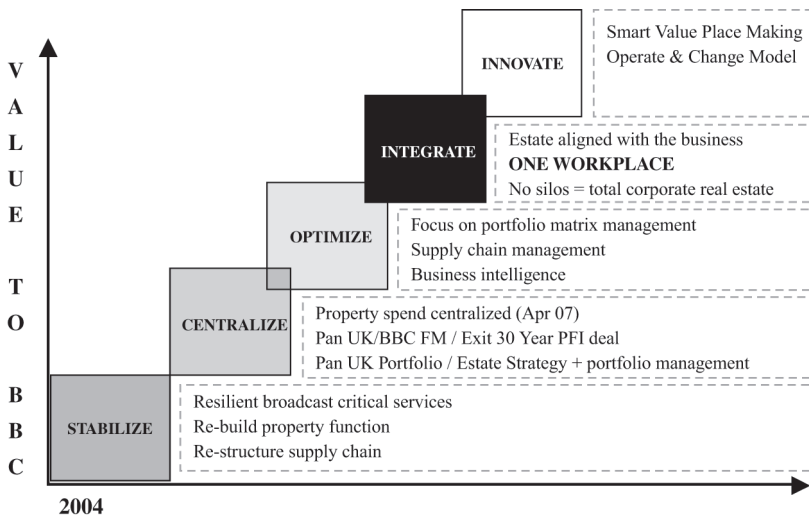 INNOVATE
Smart Value Place Making
Operate & Change Model
INTEGRATE
Estate aligned with the business
ONE WORKPLACE
No silos = total corporate real estate
OPTIMIZE
Focus on portfolio matrix management
Supply chain management
Business intelligence
CENTRALIZE
Property spend centralized (Apr 07)
Pan UK/BBC FM / Exit 30 Year PFI deal
Pan UK Portfolio / Estate Strategy + portfolio management
STABILIZE
Resilient broadcast critical services
Re-build property function
Re-structure supply chain
VALUE TO BBC
2004